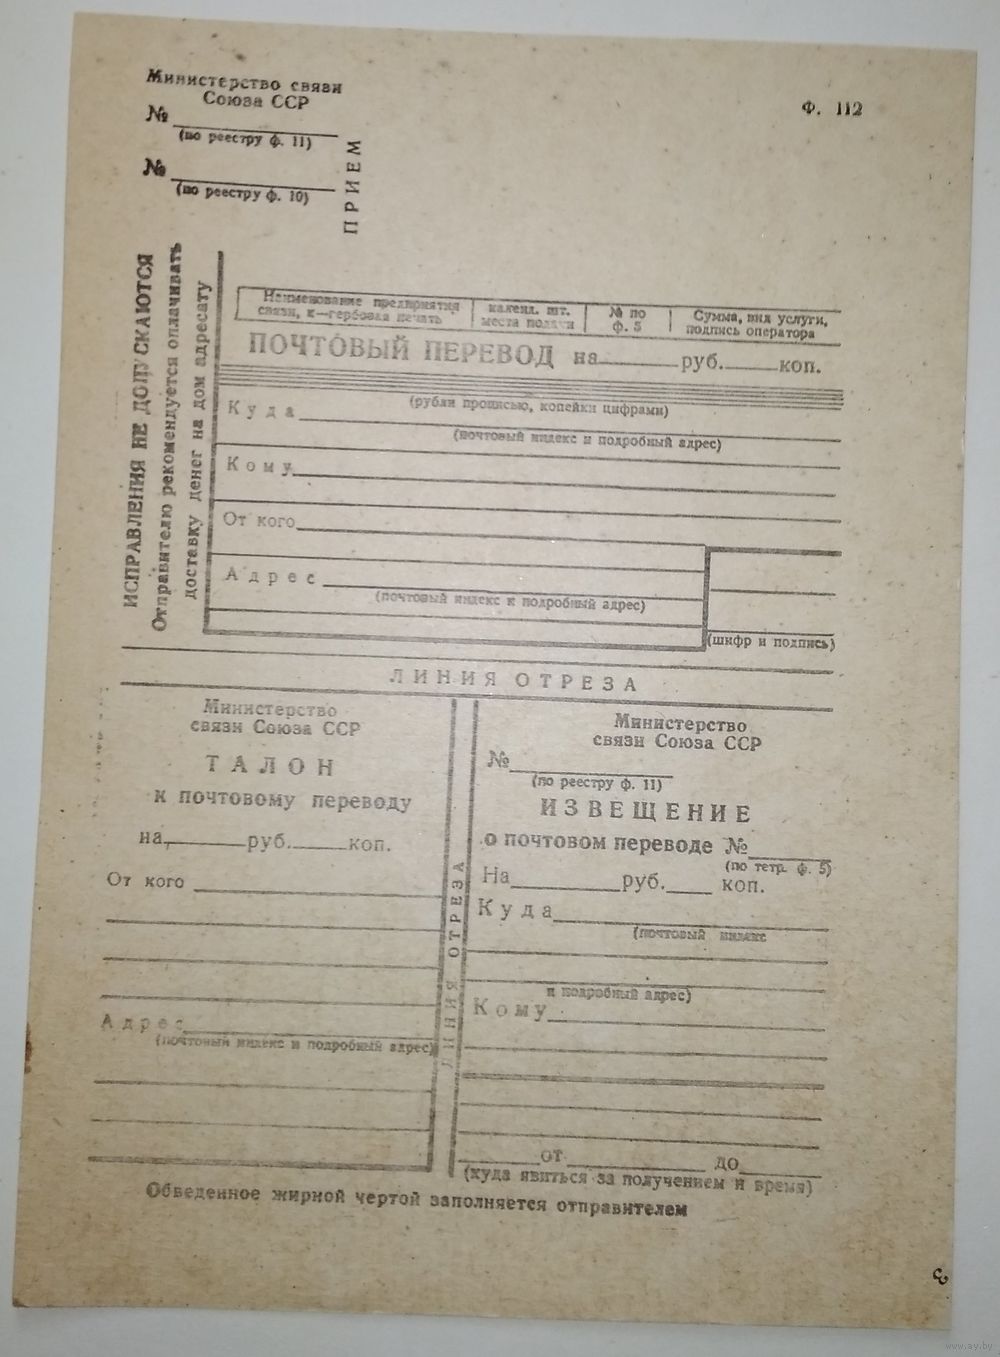 Министерство связи
Союза ССР
№
(по реестру ф. 11)
№
(по реестру ф. 10)
ПРИЕМ
Ф. 112
ИСПРАВЛЕНИЯ НЕ ДОПУСКАЮТСЯ
Отправителю рекомендуется оплачивать
доставку денег на дом адресату
Наименование предприятия
связи, к—гербовая печать
календ. шт.
места подачи
№ по
ф. 5
Сумма, вид услуги,
подпись оператора
ПОЧТОВЫЙ ПЕРЕВОД на руб. коп.
(рубли прописью, копейки цифрами)
Куда
(почтовый индекс и подробный адрес)
Кому
От кого
Адрес
(почтовый индекс и подробный адрес)
(шифр и подпись)
ЛИНИЯ ОТРЕЗА
Министерство
связи Союза ССР
ТАЛОН
к почтовому переводу
на руб. коп.
От кого
Адрес
(почтовый индекс и подробный адрес)
ЛИНИЯ ОТРЕЗА
Министерство
связи Союза ССР
№
(по реестру ф. 11)
ИЗВЕЩЕНИЕ
о почтовом переводе №
(по тетр. ф. 5)
На руб. коп.
Куда
(почтовый индекс
и подробный адрес)
Кому
от до
(куда явиться за получением и время)
Обведенное жирной чертой заполняется отправителем
www.ay.by